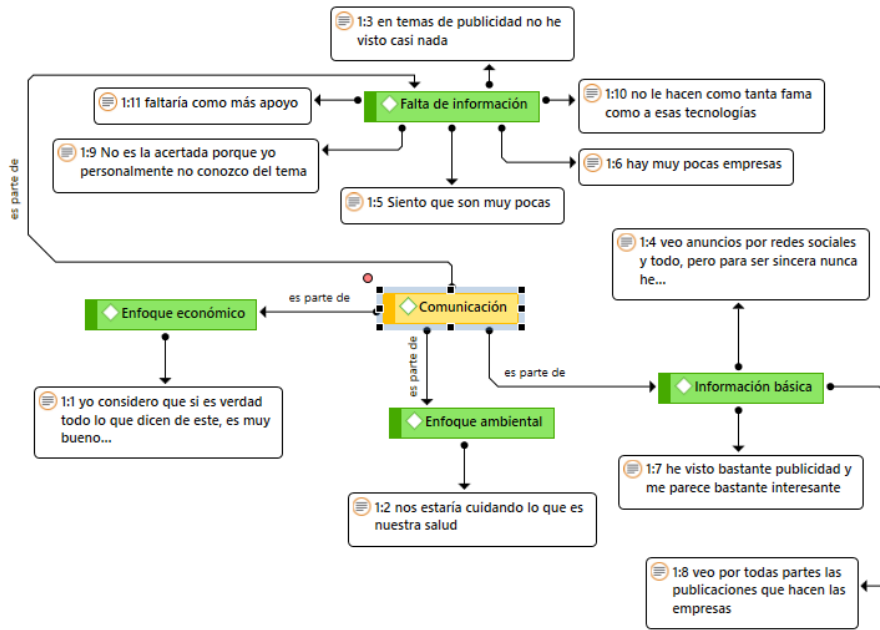 1:3 en temas de publicidad no he
visto casi nada
1:11 faltaría como más apoyo
Falta de información
1:10 no le hacen como tanta fama
como a esas tecnologías
1:9 No es la acertada porque yo
personalmente no conozco del tema
1:6 hay muy pocas empresas
es parte de
1:5 Siento que son muy pocas
1:4 veo anuncios por redes sociales
y todo, pero para ser sincera nunca
he...
es parte de
Comunicación
Enfoque económico
es parte de
es parte de
Información básica
1:1 yo considero que si es verdad
todo lo que dicen de este, es muy
bueno...
Enfoque ambiental
1:7 he visto bastante publicidad y
me parece bastante interesante
1:2 nos estaría cuidando lo que es
nuestra salud
1:8 veo por todas partes las
publicaciones que hacen las
empresas